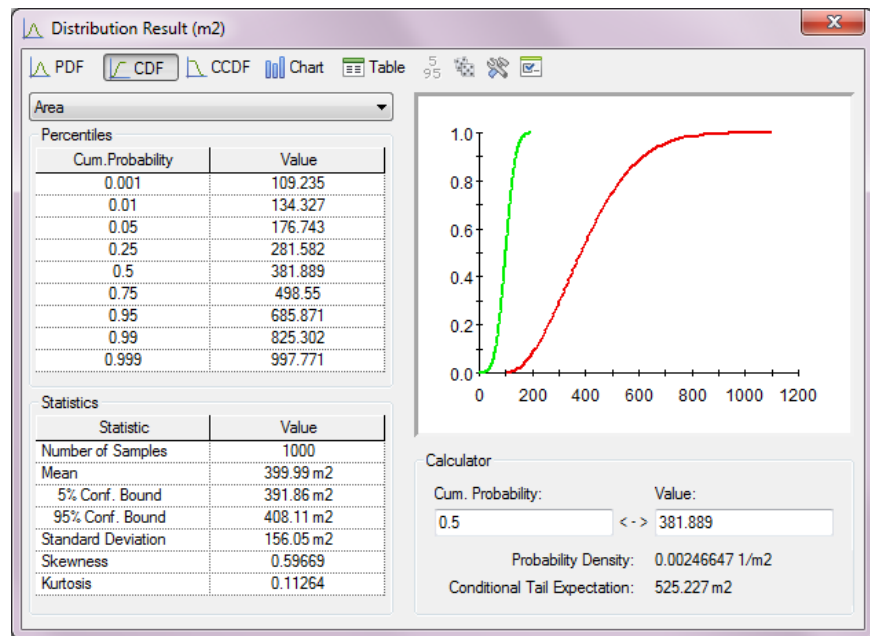 Distribution Result (m2)
PDF CDF CCDF Chart Table 5 95
Area
Percentiles
Cum.Probability Value
0.001 109.235
0.01 134.327
0.05 176.743
0.25 281.582
0.5 381.889
0.75 498.55
0.95 685.871
0.99 825.302
0.999 997.771
Statistics
Statistic Value
Number of Samples 1000
Mean 399.99 m2
5% Conf. Bound 391.86 m2
95% Conf. Bound 408.11 m2
Standard Deviation 156.05 m2
Skewness 0.59669
Kurtosis 0.11264
1.0
0.8
0.6
0.4
0.2
0.0
0 200 400 600 800 1000 1200
Calculator
Cum. Probability: Value:
0.5 < - > 381.889
Probability Density: 0.00246647 1/m2
Conditional Tail Expectation: 525.227 m2